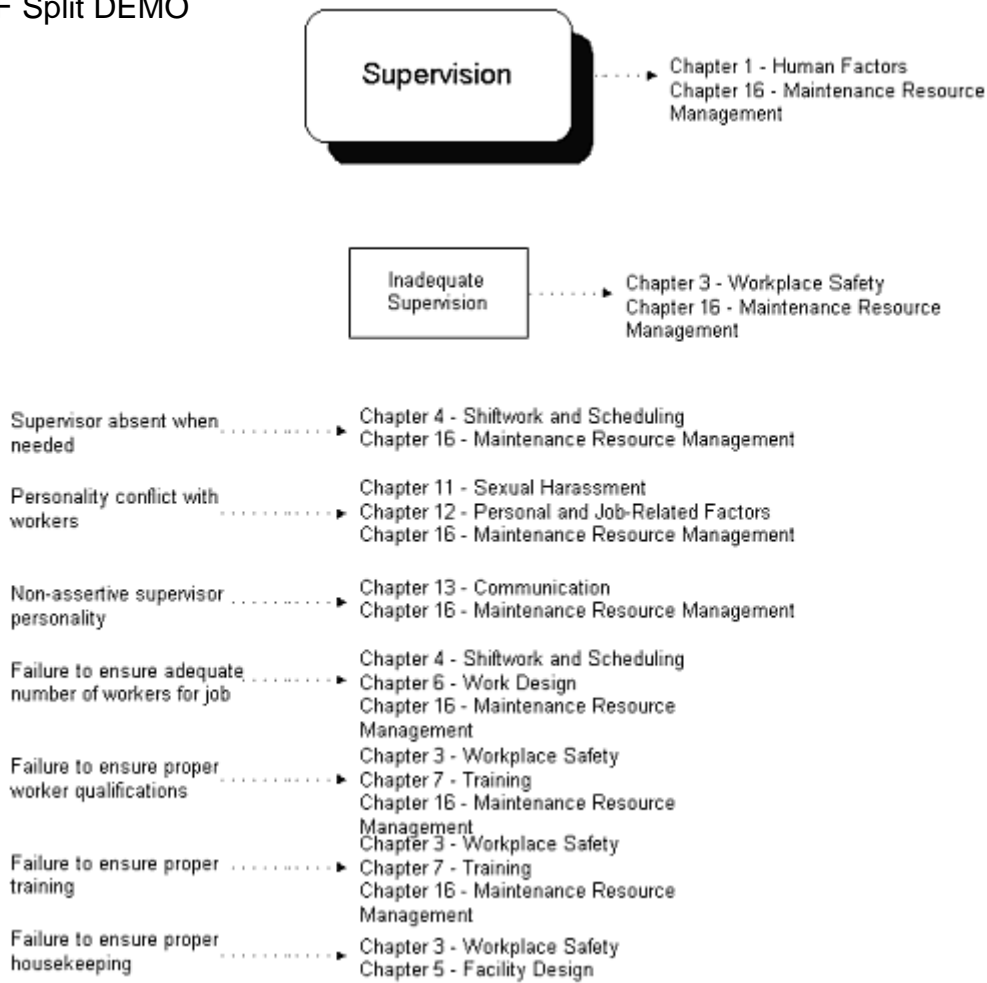 – Split DEMO
Supervision
Chapter 1 - Human Factors
Chapter 16 - Maintenance Resource
Management
Inadequate
Supervision
Chapter 3 - Workplace Safety
Chapter 16 - Maintenance Resource
Management
Supervisor absent when
needed
Chapter 4 - Shiftwork and Scheduling
Chapter 16 - Maintenance Resource Management
Personality conflict with
workers
Chapter 11 - Sexual Harassment
Chapter 12 - Personal and Job-Related Factors
Chapter 16 - Maintenance Resource Management
Non-assertive supervisor
personality
Chapter 13 - Communication
Chapter 16 - Maintenance Resource Management
Failure to ensure adequate
number of workers for job
Chapter 4 - Shiftwork and Scheduling
Chapter 6 - Work Design
Chapter 16 - Maintenance Resource
Management
Failure to ensure proper
worker qualifications
Chapter 3 - Workplace Safety
Chapter 7 - Training
Chapter 16 - Maintenance Resource
Management
Failure to ensure proper
training
Chapter 3 - Workplace Safety
Chapter 7 - Training
Chapter 16 - Maintenance Resource
Management
Failure to ensure proper
housekeeping
Chapter 3 - Workplace Safety
Chapter 5 - Facility Design